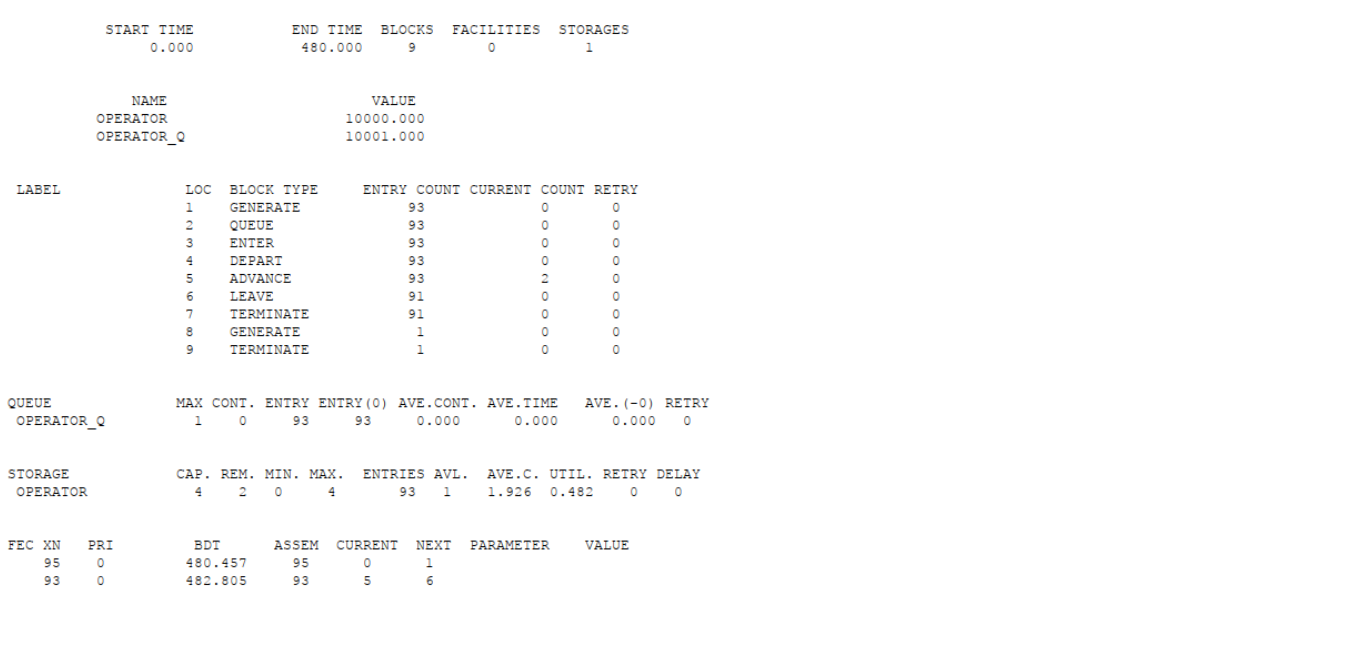 START TIME END TIME BLOCKS FACILITIES STORAGES
0.000 480.000 9 0 1
NAME VALUE
OPERATOR 10000.000
OPERATOR_Q 10001.000
LABEL LOC BLOCK TYPE ENTRY COUNT CURRENT COUNT RETRY
1 GENERATE 93 0 0
2 QUEUE 93 0 0
3 ENTER 93 0 0
4 DEPART 93 0 0
5 ADVANCE 93 2 0
6 LEAVE 91 0 0
7 TERMINATE 91 0 0
8 GENERATE 1 0 0
9 TERMINATE 1 0 0
QUEUE MAX CONT. ENTRY ENTRY(0) AVE.CONT. AVE.TIME AVE.(-0) RETRY
OPERATOR_Q 1 0 93 93 0.000 0.000 0.000 0
STORAGE CAP. REM. MIN. MAX. ENTRIES AVL. AVE.C. UTIL. RETRY DELAY
OPERATOR 4 2 0 4 93 1 1.926 0.482 0 0
FEC XN PRI BDT ASSEM CURRENT NEXT PARAMETER VALUE
95 0 480.457 95 0 1
93 0 482.805 93 5 6